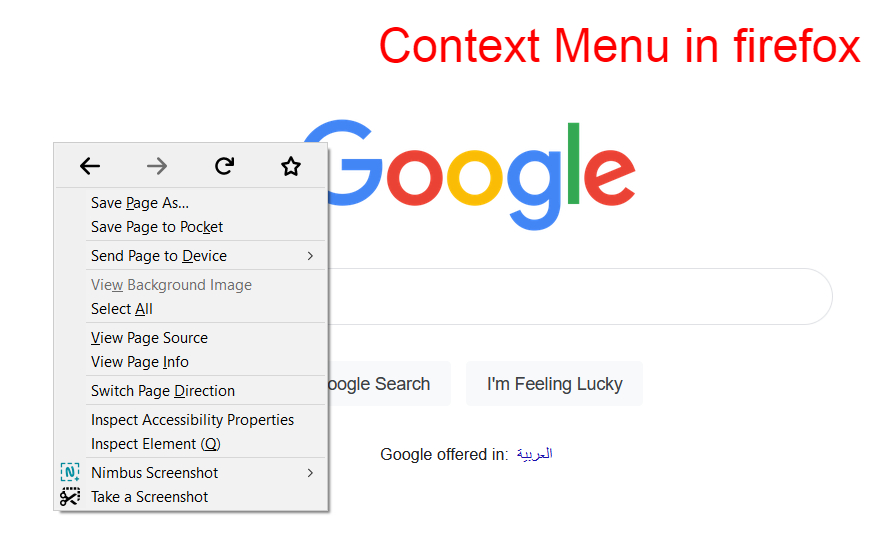 Context Menu in firefox
Google
Save Page As...
Save Page to Pocket
Send Page to Device
View Background Image
Select All
View Page Source
View Page Info
Switch Page Direction
Inspect Accessibility Properties
Inspect Element (Q)
Nimbus Screenshot
Take a Screenshot
oogle Search
I'm Feeling Lucky
Google offered in: العربية